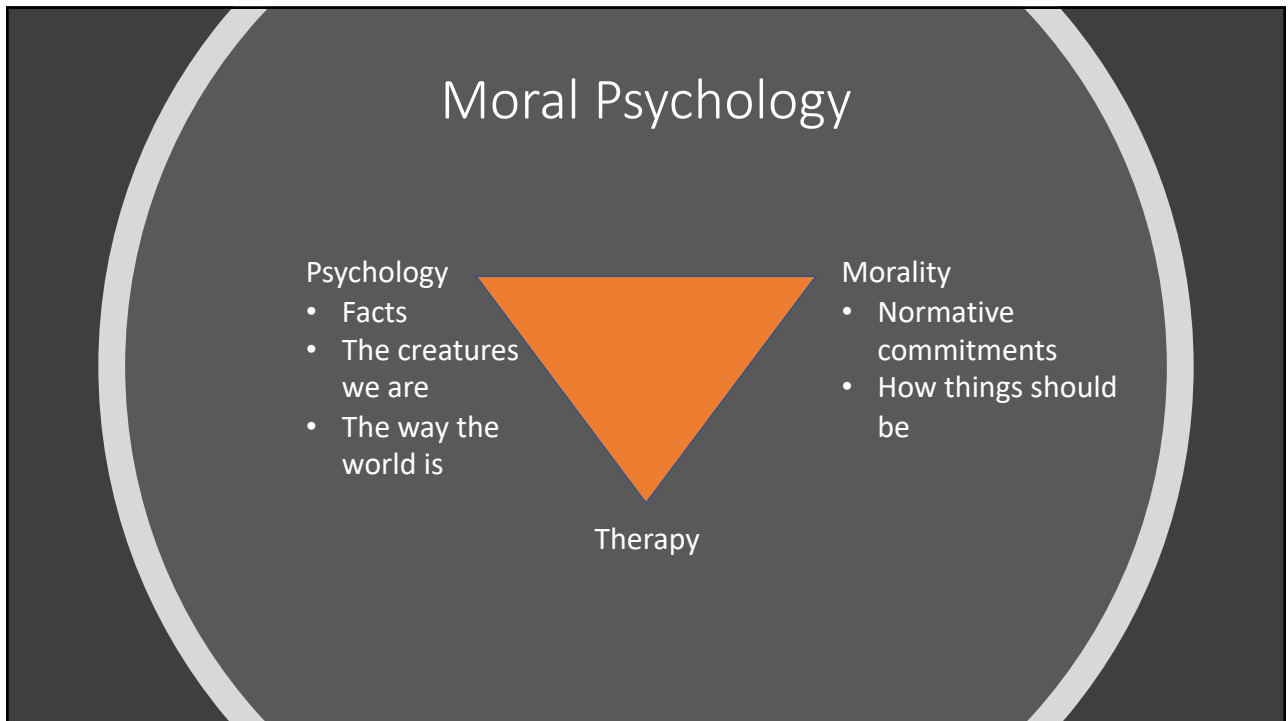 Moral Psychology
Psychology
• Facts
• The creatures
we are
• The way the
world is
Morality
• Normative
commitments
• How things should
be
Therapy